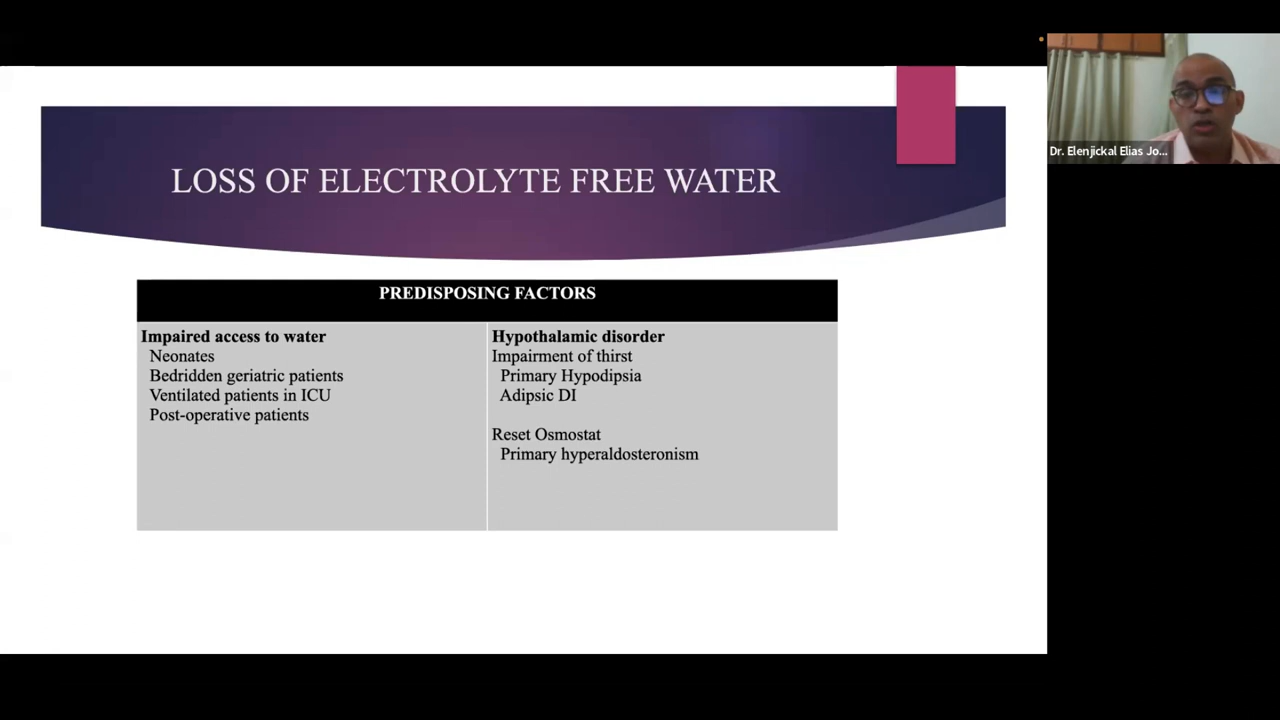 LOSS OF ELECTROLYTE FREE WATER
PREDISPOSING FACTORS
Impaired access to water
Neonates
Bedridden geriatric patients
Ventilated patients in ICU
Post-operative patients
Hypothalamic disorder
Impairment of thirst
Primary Hypodipsia
Adipsic DI
Reset Osmostat
Primary hyperaldosteronism
Dr. Elenjickal Elias Jo...